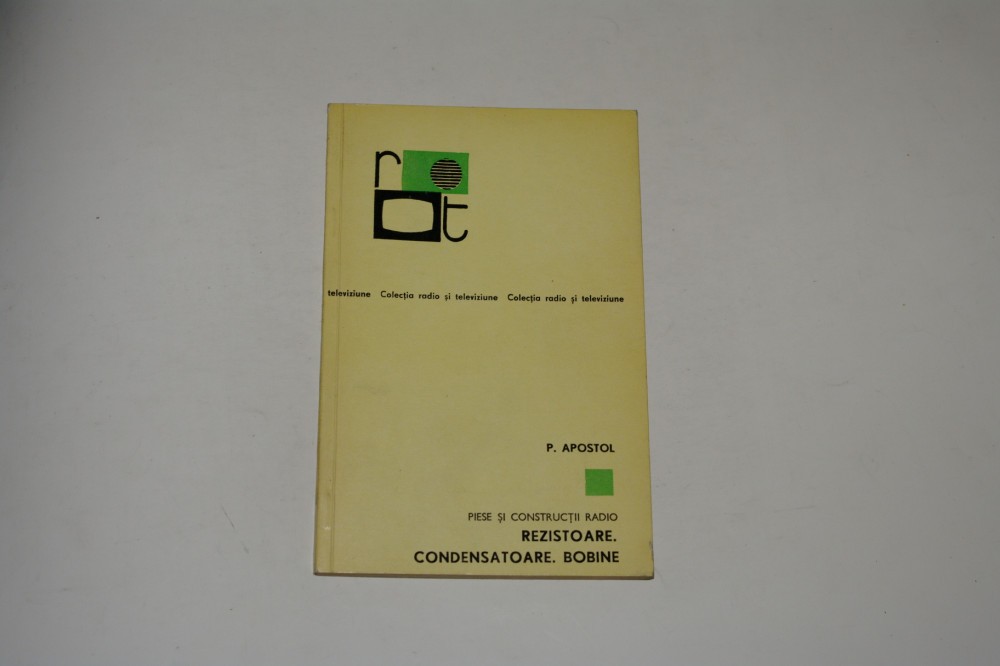 r
t
televiziune Colecția radio și televiziune Colecția radio și televiziune
P. APOSTOL
PIESE ȘI CONSTRUCȚII RADIO
REZISTOARE.
CONDENSATOARE. BOBINE